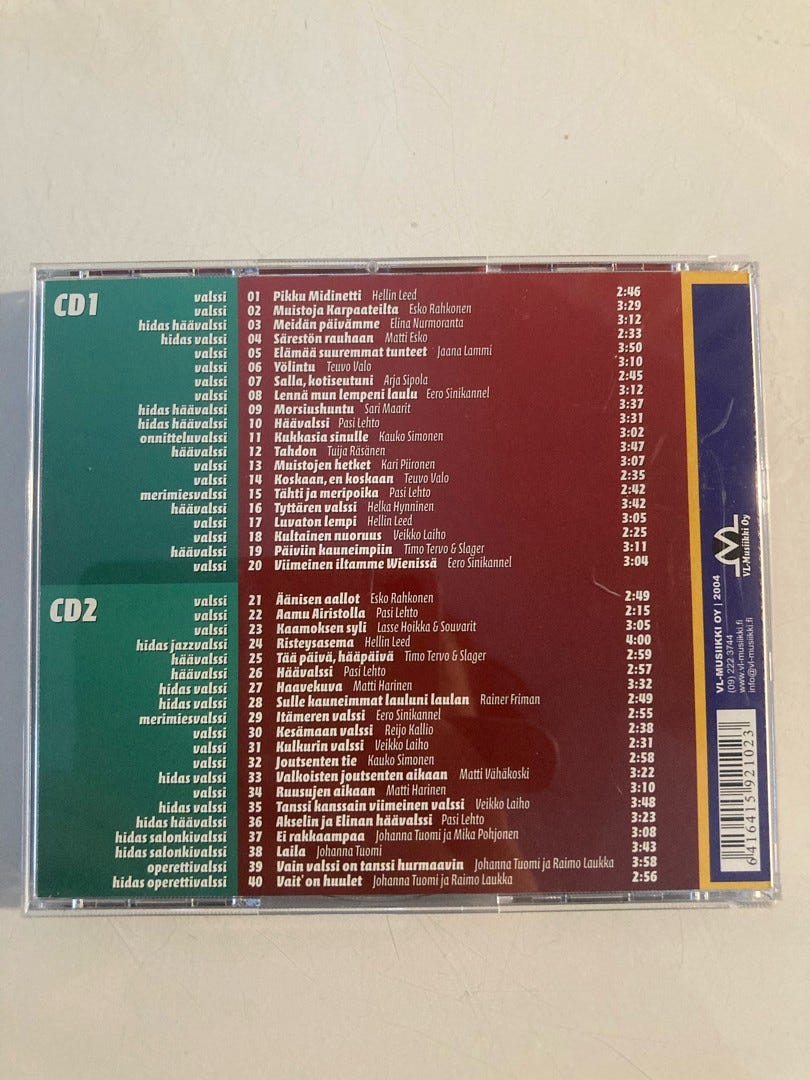 CD1
valssi 01 Pikku Midinetti Hellin Leed 2:46
valssi 02 Muistoja Karpaateilta Esko Rahkonen 3:29
hidas häävalssi 03 Meidän päivämme Elina Nurmoranta 3:12
hidas valssi 04 Särestön rauhaan Matti Esko 2:33
valssi 05 Elämää suuremmat tunteet Jaana Lammi 3:50
valssi 06 Yölintu Teuvo Valo 3:10
valssi 07 Salla, kotiseutuni Arja Sipola 2:45
valssi 08 Lennä mun lempeni laulu Eero Sinikannel 3:12
hidas häävalssi 09 Morsiushuntu Sari Maarit 3:37
hidas häävalssi 10 Häävalssi Pasi Lehto 3:31
onnitteluvalssi 11 Kukkasia sinulle Kauko Simonen 3:02
häävalssi 12 Tahdon Tuija Räsänen 3:47
valssi 13 Muistojen hetket Kari Piironen 3:07
valssi 14 Koskaan, en koskaan Teuvo Valo 2:35
merimiesvalssi 15 Tähti ja meripoika Pasi Lehto 2:42
häävalssi 16 Tyttären valssi Helka Hynninen 3:42
valssi 17 Luvaton lempi Hellin Leed 3:05
valssi 18 Kultainen nuoruus Veikko Laiho 2:25
häävalssi 19 Päiviin kauneimpiin Timo Tervo & Slager 3:11
valssi 20 Viimeinen iltamme Wienissä Eero Sinikannel 3:04
CD2
valssi 21 Äänisen aallot Esko Rahkonen 2:49
valssi 22 Aamu Airistolla Pasi Lehto 2:15
valssi 23 Kaamoksen syli Lasse Hoikka & Souvarit 3:05
hidas jazzvalssi 24 Risteysasema Hellin Leed 4:00
häävalssi 25 Tää päivä, hääpäivä Timo Tervo & Slager 2:59
häävalssi 26 Häävalssi Pasi Lehto 2:57
hidas valssi 27 Haavekuva Matti Harinen 3:32
hidas valssi 28 Sulle kauneimmat lauluni laulan Rainer Friman 2:49
merimiesvalssi 29 Itämeren valssi Eero Sinikannel 2:55
valssi 30 Kesämaan valssi Reijo Kallio 2:38
valssi 31 Kulkurin valssi Veikko Laiho 2:31
valssi 32 Joutsenten tie Kauko Simonen 2:58
hidas valssi 33 Valkoisten joutsenten aikaan Matti Vähäkoski 3:22
valssi 34 Ruusujen aikaan Matti Harinen 3:10
hidas valssi 35 Tanssi kanssain viimeinen valssi Veikko Laiho 3:48
hidas häävalssi 36 Akselin ja Elinan häävalssi Pasi Lehto 3:23
hidas salonkivalssi 37 Ei rakkaampaa Johanna Tuomi ja Mika Pohjonen 3:08
hidas salonkivalssi 38 Laila Johanna Tuomi 3:43
operettivalssi 39 Vain valssi on tanssi hurmaavin Johanna Tuomi ja Raimo Laukka 3:58
hidas operettivalssi 40 Vait' on huulet Johanna Tuomi ja Raimo Laukka 2:56
VL-Musiikki Oy
VL-MUSIIKKI OY | 2004
(09) 222 3744
www.vl-musiikki.fi
info@vl-musiikki.fi
6 416415 921023